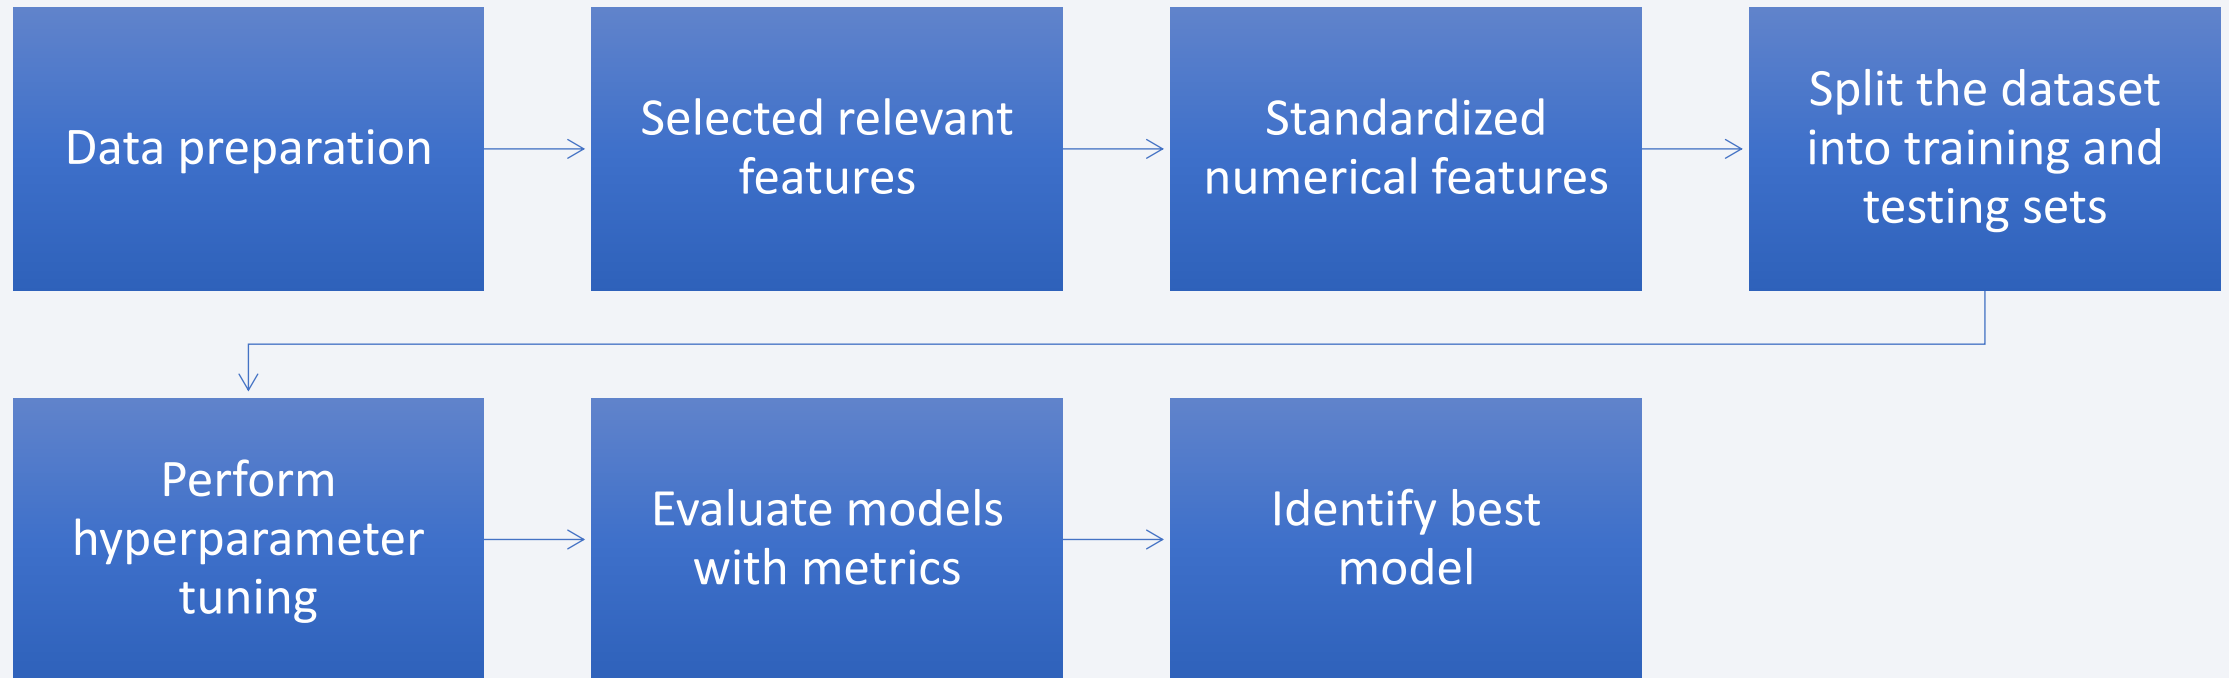 Data preparation
Selected relevant
features
Standardized
numerical features
Split the dataset
into training and
testing sets
Perform
hyperparameter
tuning
Evaluate models
with metrics
Identify best
model